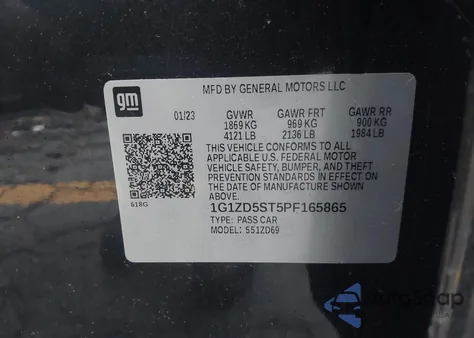 gm
MFD BY GENERAL MOTORS LLC
01/23 GVWR GAWR FRT GAWR RR
1869 KG 969 KG 900 KG
4121 LB 2136 LB 1984 LB
THIS VEHICLE CONFORMS TO ALL
APPLICABLE U.S. FEDERAL MOTOR
VEHICLE SAFETY, BUMPER, AND THEFT
PREVENTION STANDARDS IN EFFECT ON
THE DATE OF MANUFACTURE SHOWN
ABOVE.
618G
1G1ZD5ST5PF165865
TYPE: PASS CAR
MODEL: 551ZD69
AutoSnap